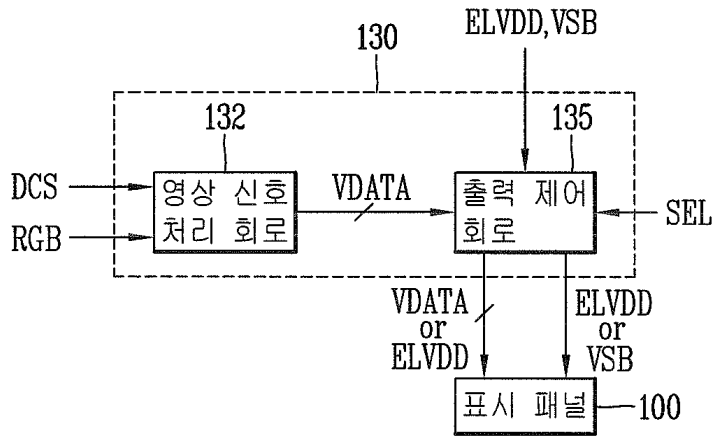 ELVDD,VSB
130
132
135
DCS
RGB
영상 신호
처리 회로
VDATA
출력 제어
회로
SEL
VDATA
or
ELVDD
ELVDD
or
VSB
표시 패널
100